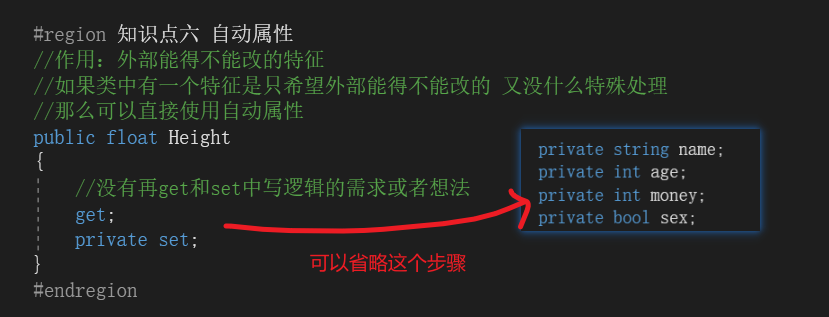 #region 知识点六 自动属性
//作用：外部能得不能改的特征
//如果类中有一个特征是只希望外部能得不能改的 又没什么特殊处理
//那么可以直接使用自动属性
public float Height
{
//没有再get和set中写逻辑的需求或者想法
get;
private set;
}
#endregion
private string name;
private int age;
private int money;
private bool sex;
可以省略这个步骤